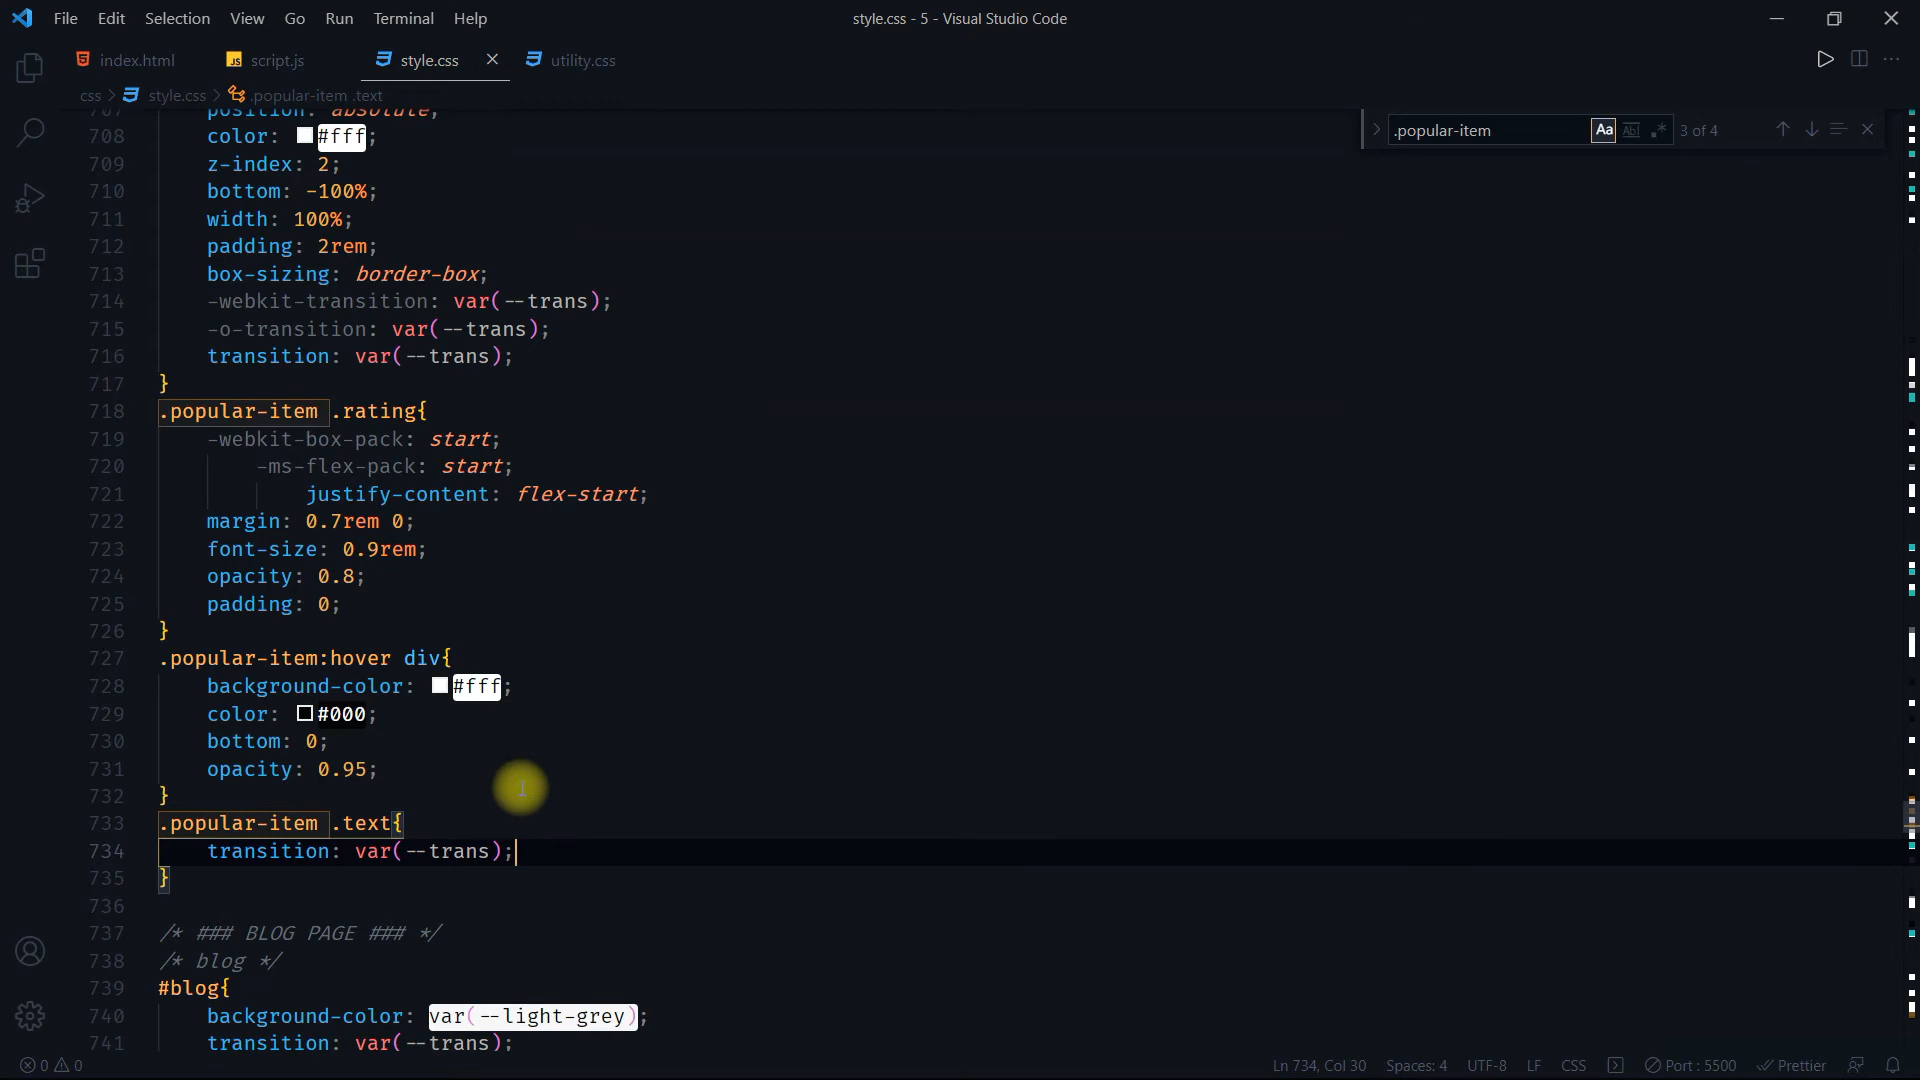 File Edit Selection View Go Run Terminal Help
style.css - 5 - Visual Studio Code
index.html
script.js
style.css
utility.css
css > style.css > .popular-item .text
.popular-item
Aa
Abl
.*
3 of 4
707 position: absolute;
708 color: #fff;
709 z-index: 2;
710 bottom: -100%;
711 width: 100%;
712 padding: 2rem;
713 box-sizing: border-box;
714 -webkit-transition: var(--trans);
715 -o-transition: var(--trans);
716 transition: var(--trans);
717 }
718 .popular-item .rating{
719 -webkit-box-pack: start;
720 -ms-flex-pack: start;
721 justify-content: flex-start;
722 margin: 0.7rem 0;
723 font-size: 0.9rem;
724 opacity: 0.8;
725 padding: 0;
726 }
727 .popular-item:hover div{
728 background-color: #fff;
729 color: #000;
730 bottom: 0;
731 opacity: 0.95;
732 }
733 .popular-item .text{
734 transition: var(--trans);
735 }
736
737 /* ### BLOG PAGE ### */
738 /* blog */
739 #blog{
740 background-color: var(--light-grey);
741 transition: var(--trans);
0 0 Ln 734, Col 30 Spaces: 4 UTF-8 LF CSS Port : 5500 Prettier